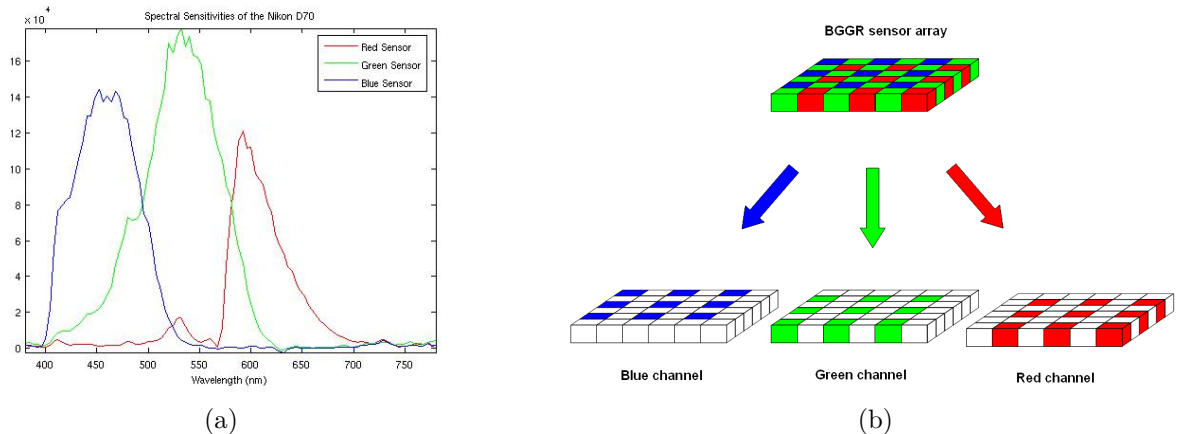 Spectral Sensitivities of the Nikon D70
x 10⁴
16
14
12
10
8
6
4
2
0
400 450 500 550 600 650 700 750
Wavelength (nm)
Red Sensor
Green Sensor
Blue Sensor
(a)
BGGR sensor array
Blue channel
Green channel
Red channel
(b)